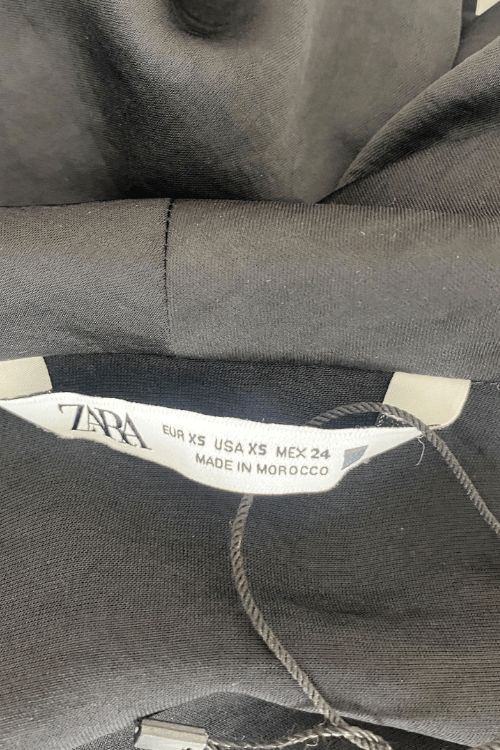 ZARA
EUR XS USA XS MEX 24
MADE IN MOROCCO